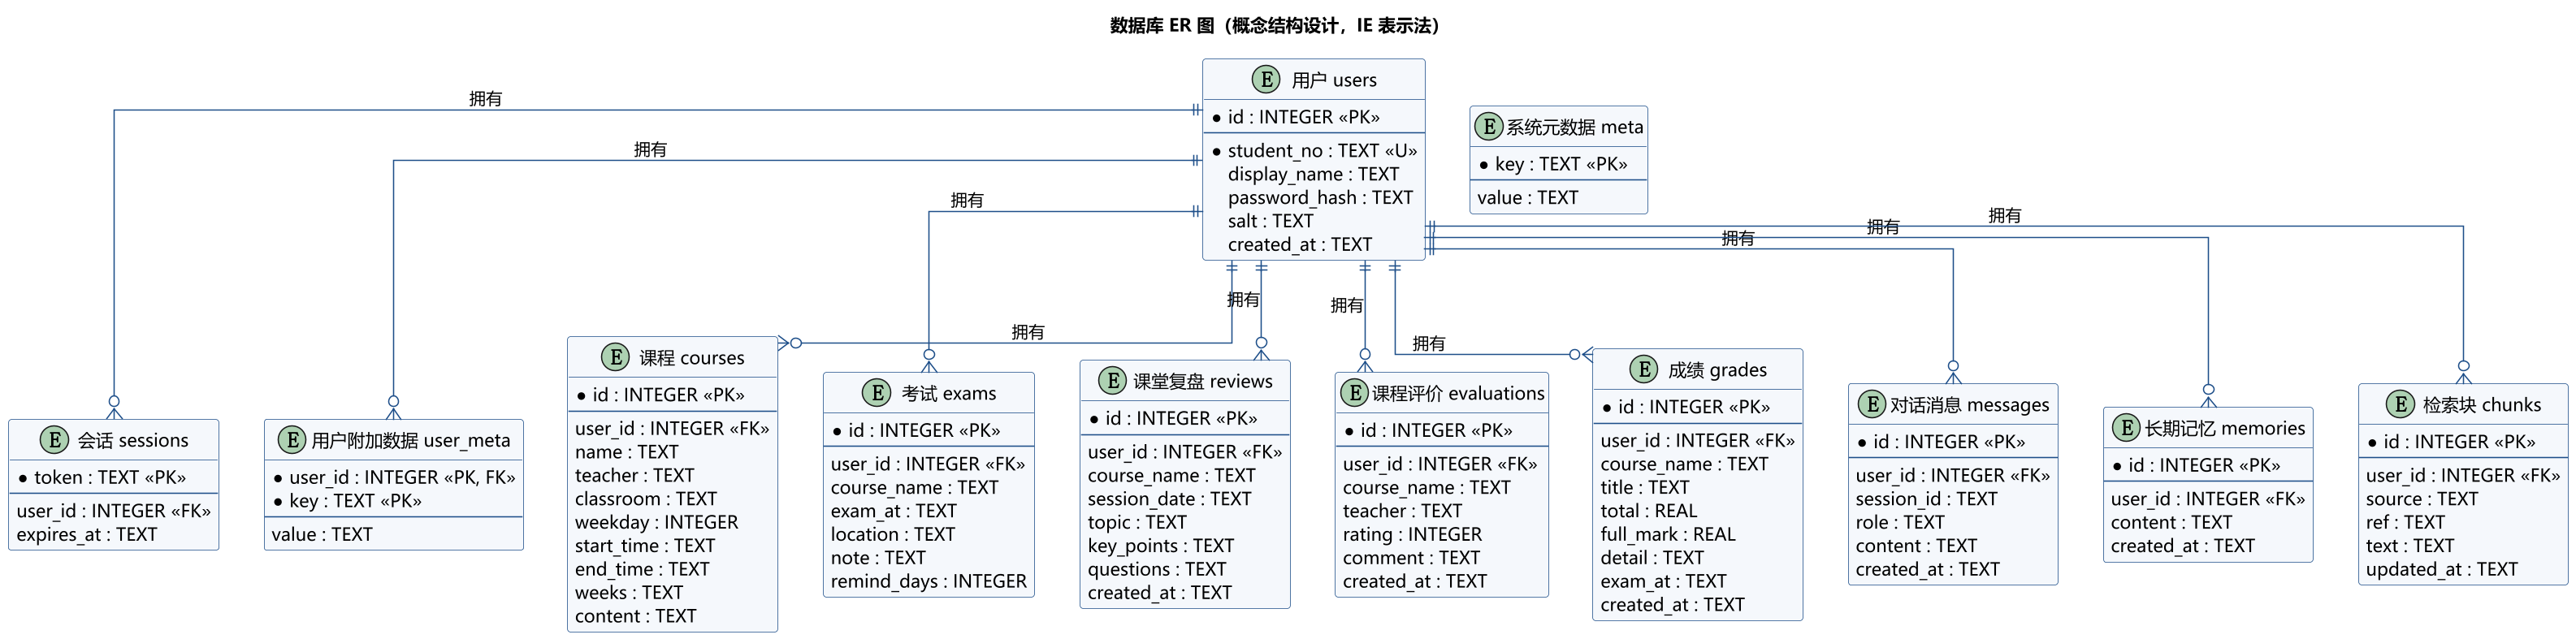 数据库 ER 图（概念结构设计，IE 表示法）
E 用户 users
id : INTEGER «PK»
student_no : TEXT «U»
display_name : TEXT
password_hash : TEXT
salt : TEXT
created_at : TEXT
E 系统元数据 meta
key : TEXT «PK»
value : TEXT
拥有
拥有
拥有
拥有
拥有
拥有
拥有
拥有
拥有
拥有
E 会话 sessions
token : TEXT «PK»
user_id : INTEGER «FK»
expires_at : TEXT
E 用户附加数据 user_meta
user_id : INTEGER «PK, FK»
key : TEXT «PK»
value : TEXT
E 课程 courses
id : INTEGER «PK»
user_id : INTEGER «FK»
name : TEXT
teacher : TEXT
classroom : TEXT
weekday : INTEGER
start_time : TEXT
end_time : TEXT
weeks : TEXT
content : TEXT
E 考试 exams
id : INTEGER «PK»
user_id : INTEGER «FK»
course_name : TEXT
exam_at : TEXT
location : TEXT
note : TEXT
remind_days : INTEGER
E 课堂复盘 reviews
id : INTEGER «PK»
user_id : INTEGER «FK»
course_name : TEXT
session_date : TEXT
topic : TEXT
key_points : TEXT
questions : TEXT
created_at : TEXT
E 课程评价 evaluations
id : INTEGER «PK»
user_id : INTEGER «FK»
course_name : TEXT
teacher : TEXT
rating : INTEGER
comment : TEXT
created_at : TEXT
E 成绩 grades
id : INTEGER «PK»
user_id : INTEGER «FK»
course_name : TEXT
title : TEXT
total : REAL
full_mark : REAL
detail : TEXT
exam_at : TEXT
created_at : TEXT
E 对话消息 messages
id : INTEGER «PK»
user_id : INTEGER «FK»
session_id : TEXT
role : TEXT
content : TEXT
created_at : TEXT
E 长期记忆 memories
id : INTEGER «PK»
user_id : INTEGER «FK»
content : TEXT
created_at : TEXT
E 检索块 chunks
id : INTEGER «PK»
user_id : INTEGER «FK»
source : TEXT
ref : TEXT
text : TEXT
updated_at : TEXT